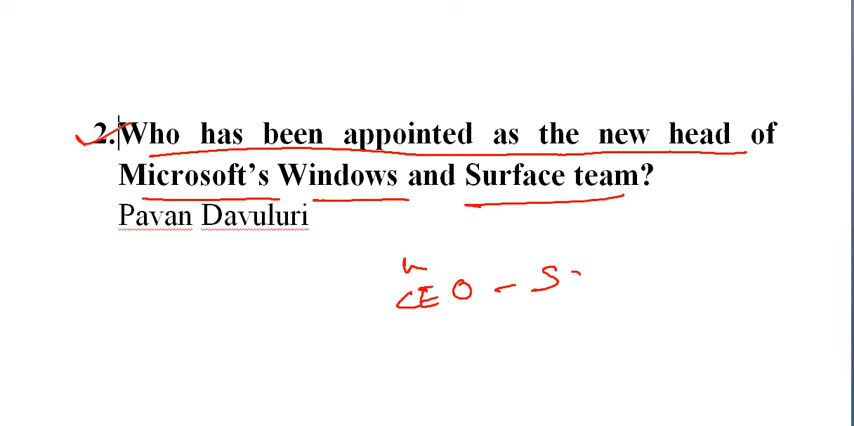 2.Who has been appointed as the new head of
Microsoft's Windows and Surface team?
Pavan Davuluri
CEO - S